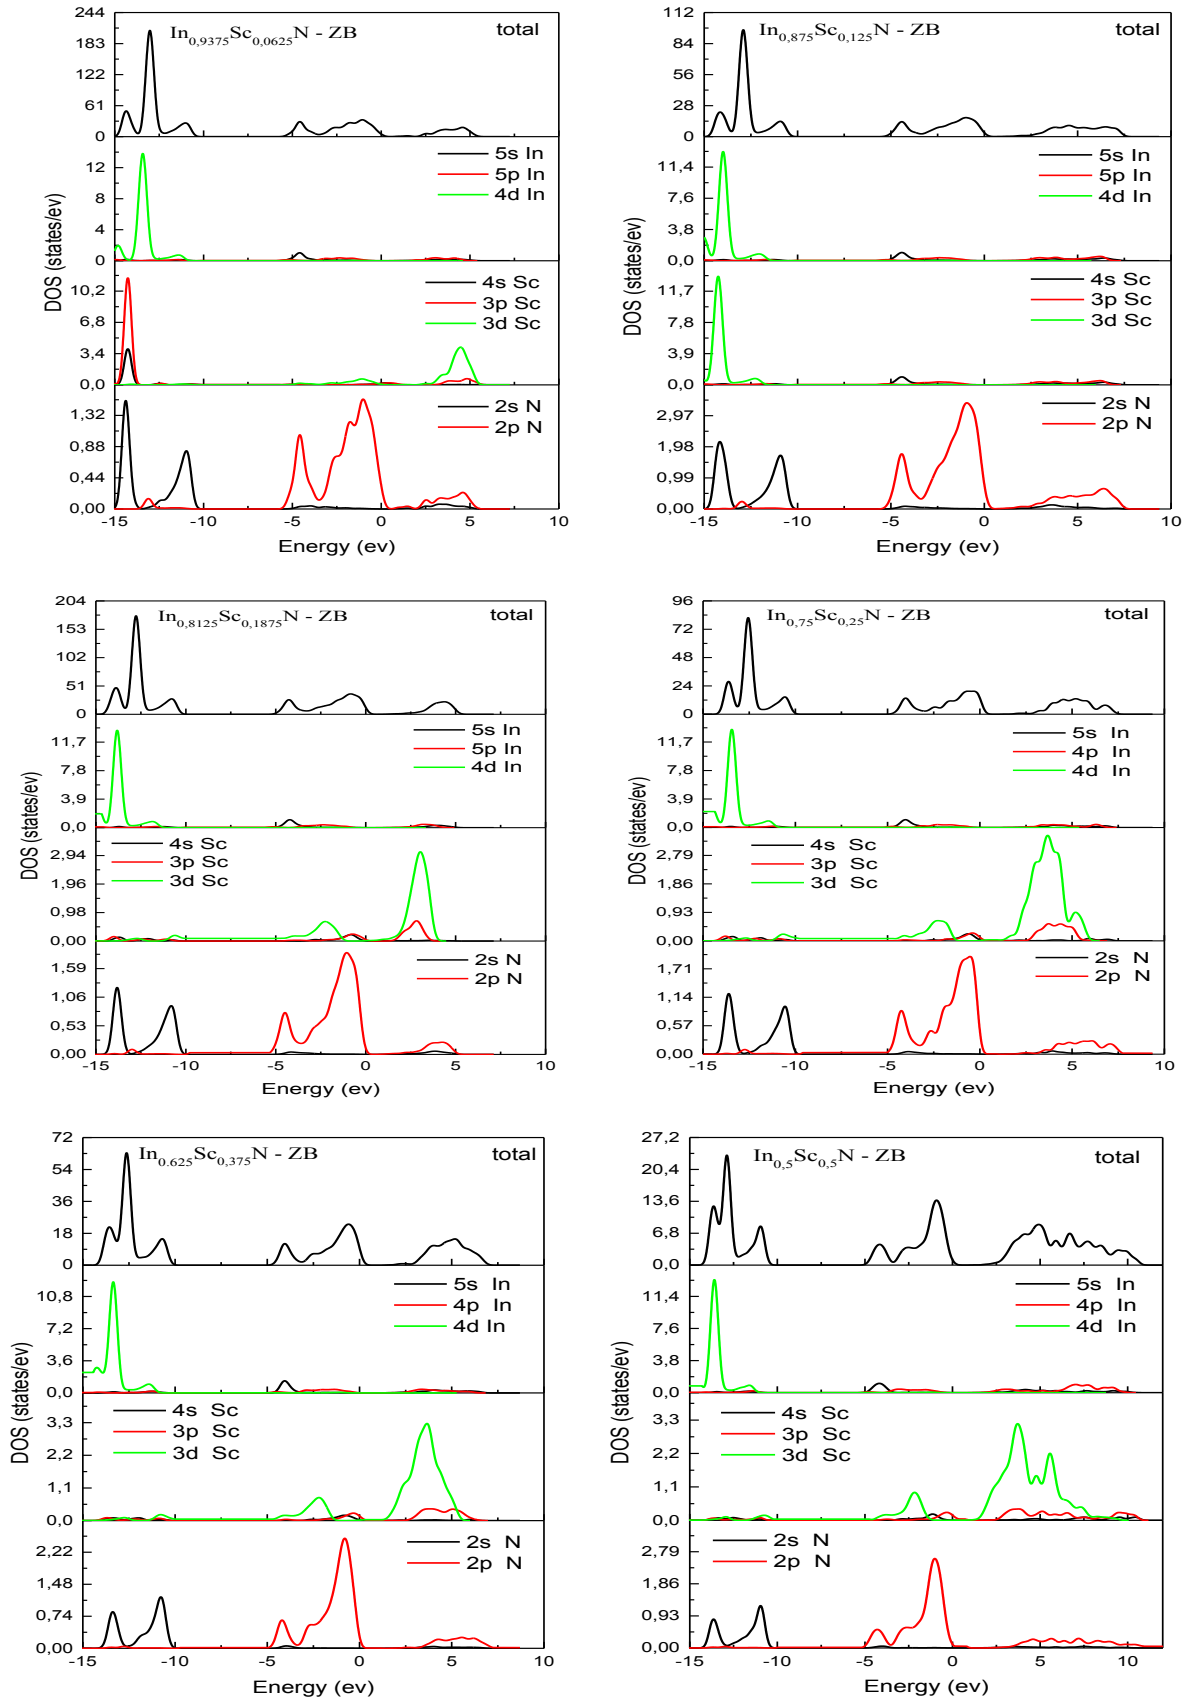 In0,9375Sc0,0625N - ZB
total
244
183
122
61
0
5s In
5p In
4d In
12
8
4
0
4s Sc
3p Sc
3d Sc
10,2
6,8
3,4
0,0
2s N
2p N
1,32
0,88
0,44
0,00
-15 -10 -5 0 5 10
Energy (ev)
DOS (states/ev)
In0,875Sc0,125N - ZB
total
112
84
56
28
0
5s In
5p In
4d In
11,4
7,6
3,8
0,0
4s Sc
3p Sc
3d Sc
11,7
7,8
3,9
0,0
2s N
2p N
2,97
1,98
0,99
0,00
-15 -10 -5 0 5 10
Energy (ev)
DOS (states/ev)
In0,8125Sc0,1875N - ZB
total
204
153
102
51
0
5s In
5p In
4d In
11,7
7,8
3,9
0,0
4s Sc
3p Sc
3d Sc
2,94
1,96
0,98
0,00
2s N
2p N
1,59
1,06
0,53
0,00
-15 -10 -5 0 5 10
Energy (ev)
DOS (states/ev)
In0,75Sc0,25N - ZB
total
96
72
48
24
0
5s In
4p In
4d In
11,7
7,8
3,9
0,0
4s Sc
3p Sc
3d Sc
2,79
1,86
0,93
0,00
2s N
2p N
1,71
1,14
0,57
0,00
-15 -10 -5 0 5 10
Energy (ev)
DOS (states/ev)
In0.625Sc0,375N - ZB
total
72
54
36
18
0
5s In
4p In
4d In
10,8
7,2
3,6
0,0
4s Sc
3p Sc
3d Sc
3,3
2,2
1,1
0,0
2s N
2p N
2,22
1,48
0,74
0,00
-15 -10 -5 0 5 10
Energy (ev)
DOS (states/ev)
In0,5Sc0,5N - ZB
total
27,2
20,4
13,6
6,8
0,0
5s In
4p In
4d In
11,4
7,6
3,8
0,0
4s Sc
3p Sc
3d Sc
3,3
2,2
1,1
0,0
2s N
2p N
2,79
1,86
0,93
0,00
-15 -10 -5 0 5 10
Energy (ev)
DOS (states/ev)